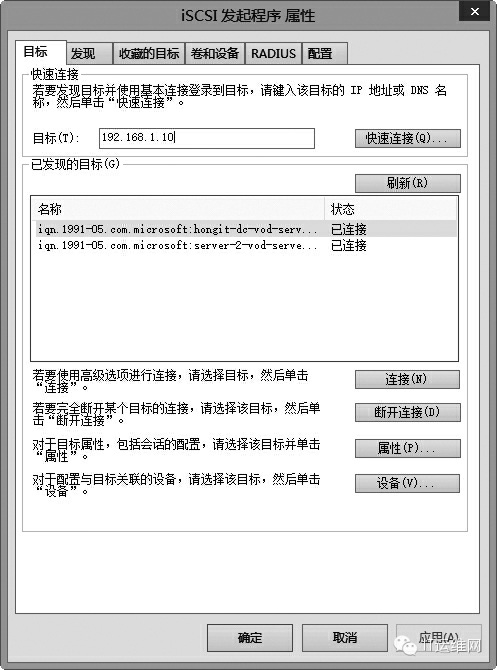 iSCSI 发起程序 属性
目标 发现 收藏的目标 卷和设备 RADIUS 配置
快速连接
若要发现目标并使用基本连接登录到目标，请键入该目标的 IP 地址或 DNS 名
称，然后单击“快速连接”。
目标(T): 192.168.1.10 快速连接(Q)...
已发现的目标(G)
刷新(R)
名称 状态
iqn.1991-05.com.microsoft:hongit-dc-vod-serv... 已连接
iqn.1991-05.com.microsoft:server-2-vod-serve... 已连接
若要使用高级选项进行连接，请选择目标，然后单击
“连接”。
连接(N)
若要完全断开某个目标的连接，请选择该目标，然后单
击“断开连接”。
断开连接(D)
对于目标属性，包括会话的配置，请选择该目标并单击
“属性”。
属性(P)...
对于配置与目标关联的设备，请选择该目标，然后单击
“设备”。
设备(V)...
确定 取消 应用(A)
IT运维网